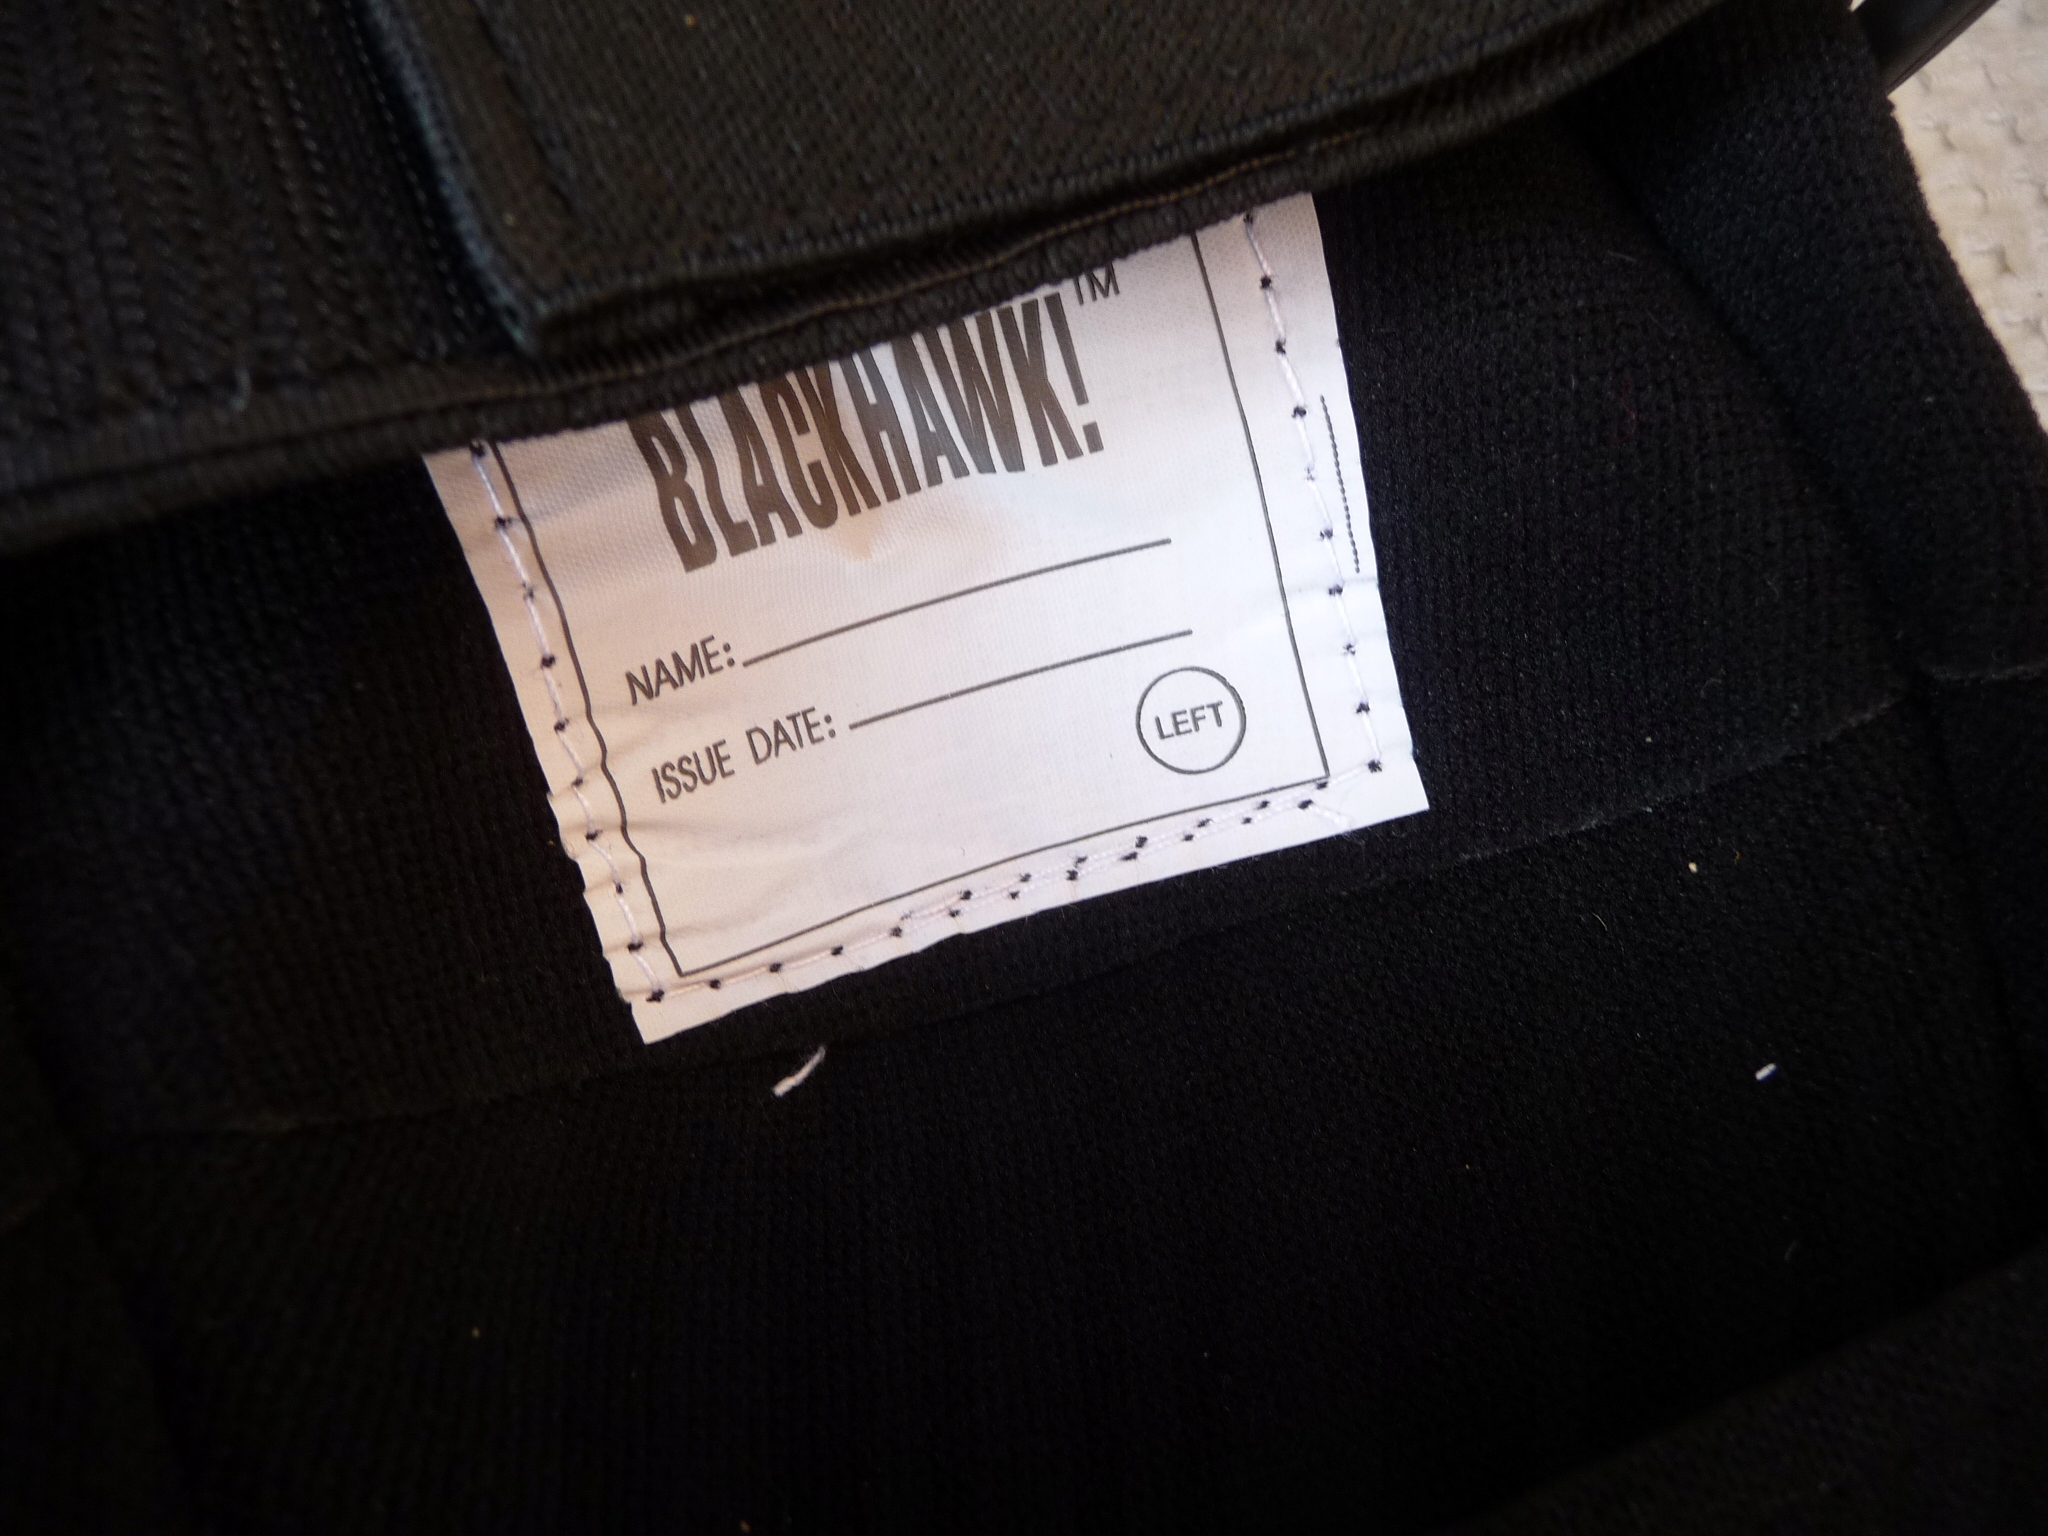 BLACKHAWK!™
NAME:
ISSUE DATE:
LEFT